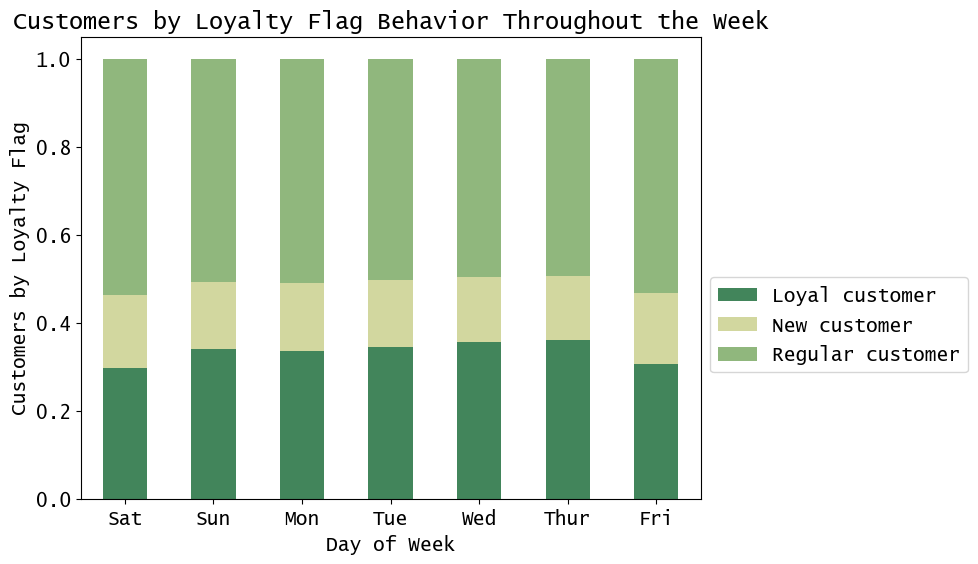 Customers by Loyalty Flag Behavior Throughout the Week
Customers by Loyalty Flag
1.0
0.8
0.6
0.4
0.2
0.0
Sat Sun Mon Tue Wed Thur Fri
Day of Week
Loyal customer
New customer
Regular customer